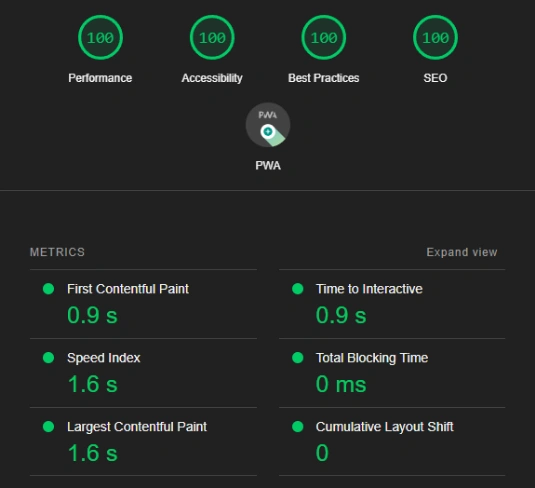 100 100 100 100
Performance Accessibility Best Practices SEO
PWA
PWA
METRICS Expand view
First Contentful Paint Time to Interactive
0.9 s 0.9 s
Speed Index Total Blocking Time
1.6 s 0 ms
Largest Contentful Paint Cumulative Layout Shift
1.6 s 0